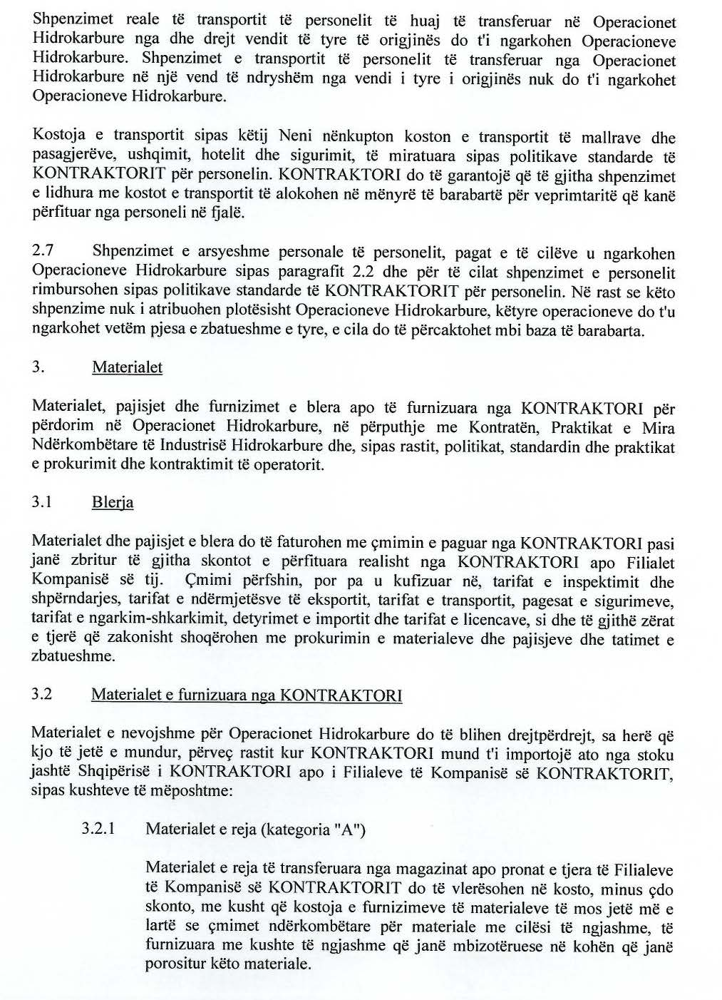 Shpenzimet reale të transportit të personelit të huaj të transferuar në Operacionet
Hidrokarbure nga dhe drejt vendit të tyre të origjinës do t'i ngarkohen Operacioneve
Hidrokarbure. Shpenzimet e transportit të personelit të transferuar nga Operacionet
Hidrokarbure në një vend të ndryshëm nga vendi i tyre i origjinës nuk do t'i ngarkohet
Operacioneve Hidrokarbure.
Kostoja e transportit sipas këtij Neni nënkupton koston e transportit të mallrave dhe
pasagjerëve, ushqimit, hotelit dhe sigurimit, të miratuara sipas politikave standarde të
KONTRAKTORIT për personelin. KONTRAKTORI do të garantojë që të gjitha shpenzimet
e lidhura me kostot e transportit të alokohen në mënyrë të barabartë për veprimtaritë që kanë
përfituar nga personeli në fjalë.
2.7 Shpenzimet e arsyeshme personale të personelit, pagat e të cilëve u ngarkohen
Operacioneve Hidrokarbure sipas paragrafit 2.2 dhe për të cilat shpenzimet e personelit
rimbursohen sipas politikave standarde të KONTRAKTORIT për personelin. Në rast se këto
shpenzime nuk i atribuohen plotësisht Operacioneve Hidrokarbure, këtyre operacioneve do t'u
ngarkohet vetëm pjesa e zbatueshme e tyre, e cila do të përcaktohet mbi baza të barabarta.
3. Materialet
Materialet, pajisjet dhe furnizimet e blera apo të furnizuara nga KONTRAKTORI për
përdorim në Operacionet Hidrokarbure, në përputhje me Kontratën, Praktikat e Mira
Ndërkombëtare të Industrisë Hidrokarbure dhe, sipas rastit, politikat, standardin dhe praktikat
e prokurimit dhe kontraktimit të operatorit.
3.1 Blerja
Materialet dhe pajisjet e blera do të faturohen me çmimin e paguar nga KONTRAKTORI pasi
janë zbritur të gjitha skontot e përfituara realisht nga KONTRAKTORI apo Filialet
Kompanisë së tij. Çmimi përfshin, por pa u kufizuar në, tarifat e inspektimit dhe
shpërndarjes, tarifat e ndërmjetësve të eksportit, tarifat e transportit, pagesat e sigurimeve,
tarifat e ngarkim-shkarkimit, detyrimet e importit dhe tarifat e licencave, si dhe të gjithë zërat
e tjerë që zakonisht shoqërohen me prokurimin e materialeve dhe pajisjeve dhe tatimet e
zbatueshme.
3.2 Materialet e furnizuara nga KONTRAKTORI
Materialet e nevojshme për Operacionet Hidrokarbure do të blihen drejtpërdrejt, sa herë që
kjo të jetë e mundur, përveç rastit kur KONTRAKTORI mund t'i importojë ato nga stoku
jashtë Shqipërisë i KONTRAKTORI apo i Filialeve të Kompanisë së KONTRAKTORIT,
sipas kushteve të mëposhtme:
3.2.1 Materialet e reja (kategoria "A")
Materialet e reja të transferuara nga magazinat apo pronat e tjera të Filialeve
të Kompanisë së KONTRAKTORIT do të vlerësohen në kosto, minus çdo
skonto, me kusht që kostoja e furnizimeve të materialeve të mos jetë më e
lartë se çmimet ndërkombëtare për materiale me cilësi të ngjashme, të
furnizuara me kushte të ngjashme që janë mbizotëruese në kohën që janë
porositur këto materiale.